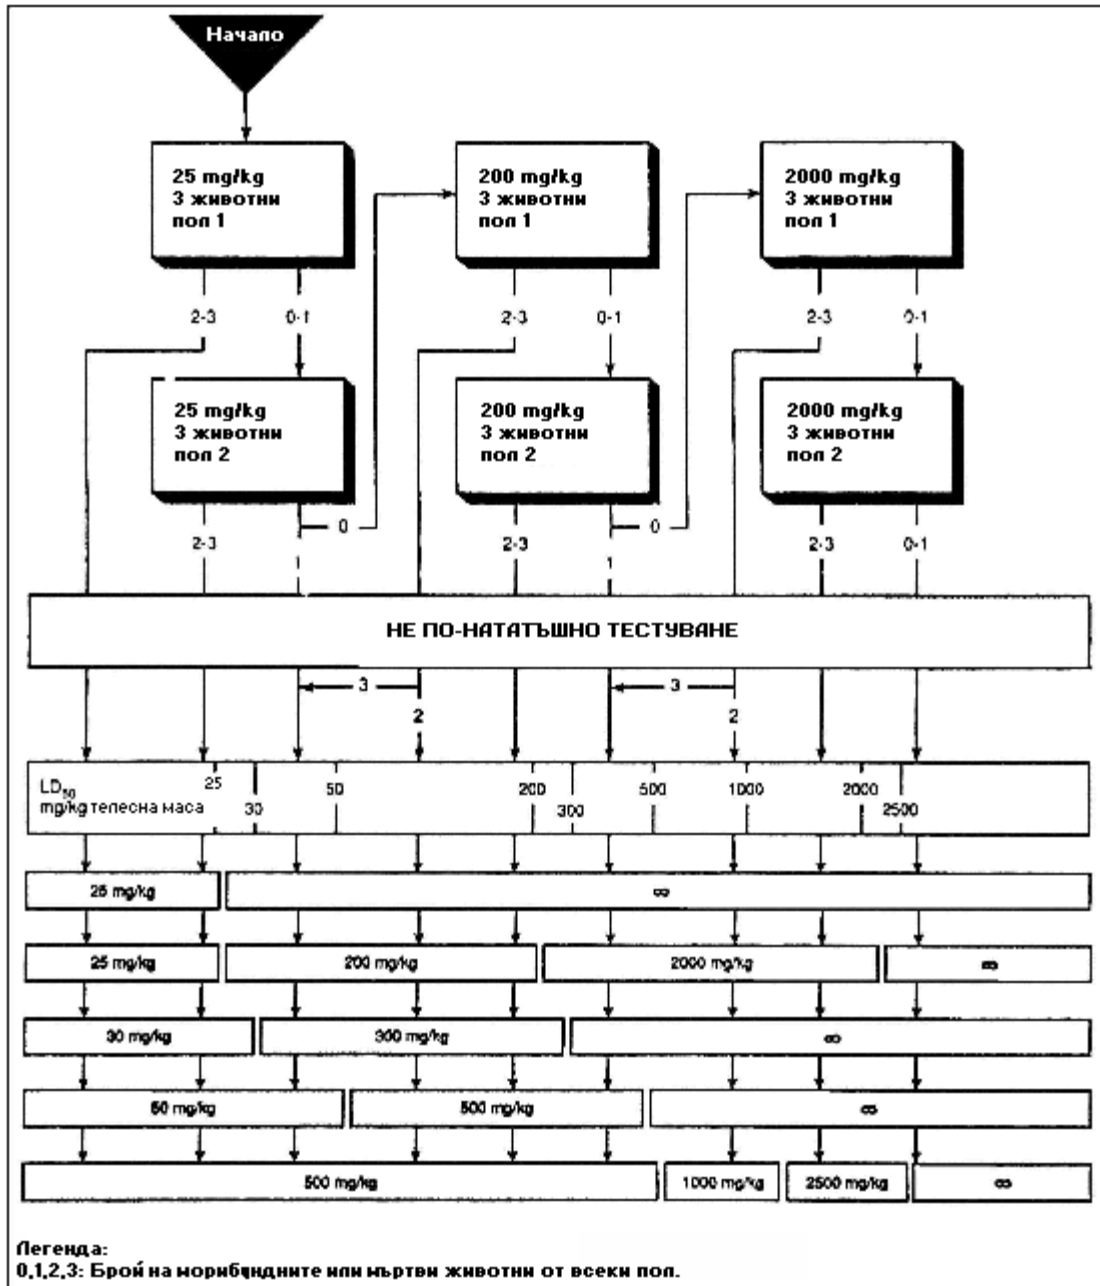 Начало
25 mg/kg
3 животни
пол 1
200 mg/kg
3 животни
пол 1
2000 mg/kg
3 животни
пол 1
2-3
0-1
2-3
0-1
2-3
0-1
25 mg/kg
3 животни
пол 2
200 mg/kg
3 животни
пол 2
2000 mg/kg
3 животни
пол 2
0
0
2-3
1
2-3
1
2-3
0-1
НЕ ПО-НАТАТЪШНО ТЕСТУВАНЕ
3
3
2
2
LD50
mg/kg телесна маса
25
30
50
200
300
500
1000
2000
2500
25 mg/kg
∞
25 mg/kg
200 mg/kg
2000 mg/kg
∞
30 mg/kg
300 mg/kg
∞
50 mg/kg
500 mg/kg
∞
500 mg/kg
1000 mg/kg
2500 mg/kg
∞
Легенда:
0,1,2,3: Брой на морибундните или мъртви животни от всеки пол.